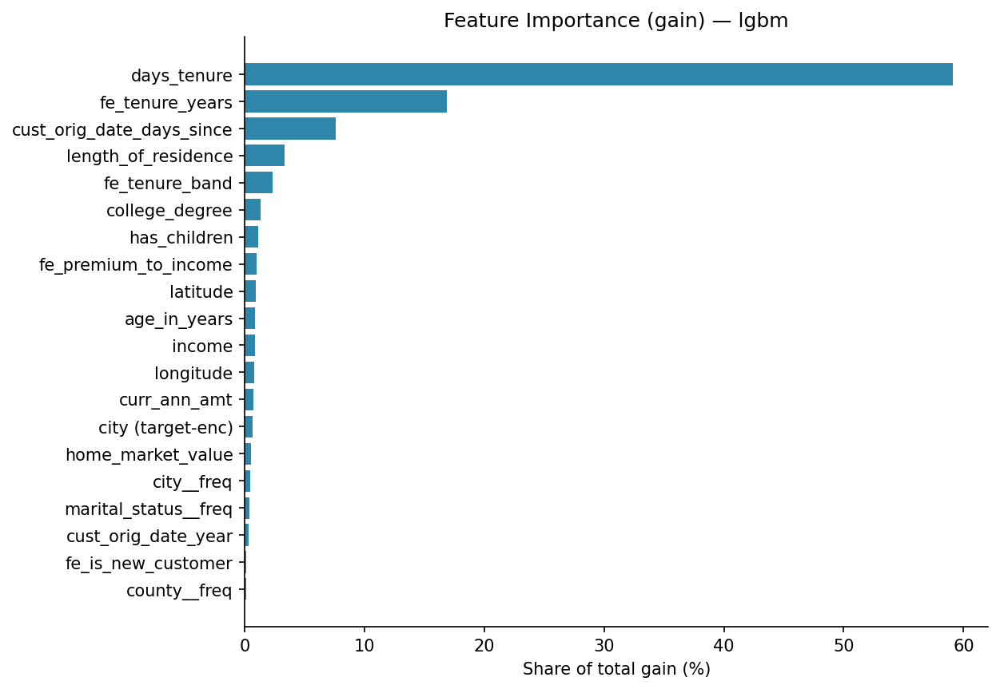 Feature Importance (gain) — lgbm
days_tenure
fe_tenure_years
cust_orig_date_days_since
length_of_residence
fe_tenure_band
college_degree
has_children
fe_premium_to_income
latitude
age_in_years
income
longitude
curr_ann_amt
city (target-enc)
home_market_value
city__freq
marital_status__freq
cust_orig_date_year
fe_is_new_customer
county__freq
0 10 20 30 40 50 60
Share of total gain (%)